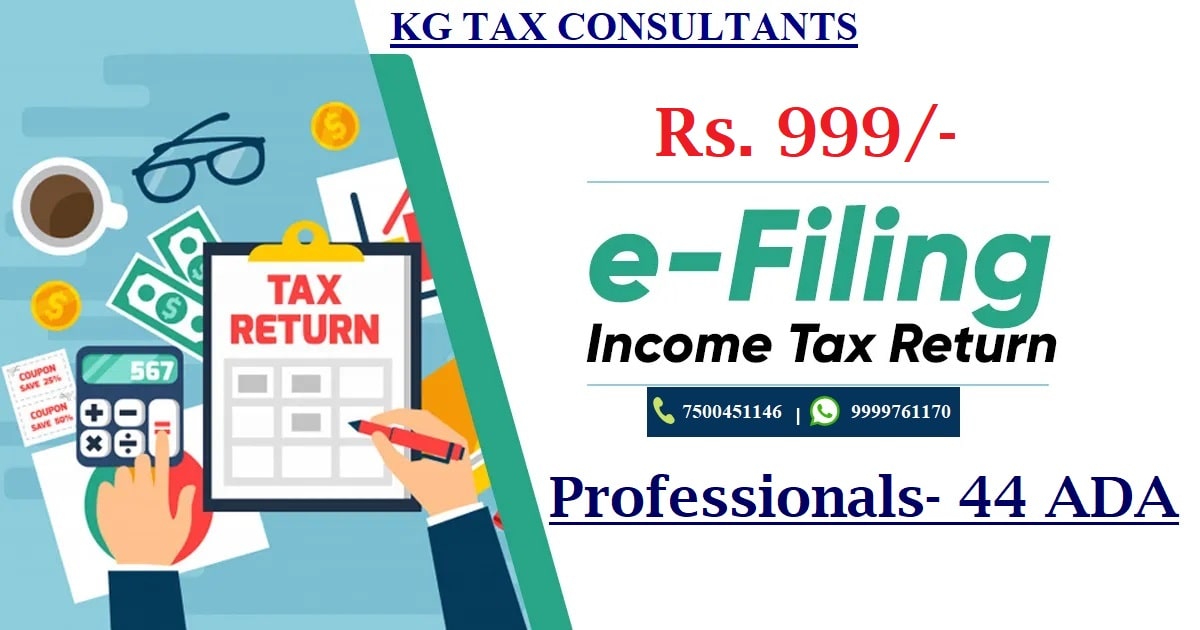 KG TAX CONSULTANTS
Rs. 999/-
e-Filing
Income Tax Return
7500451146 | 9999761170
Professionals- 44 ADA
TAX
RETURN
567
COUPON
SAVE 25%
COUPON
SAVE 50%